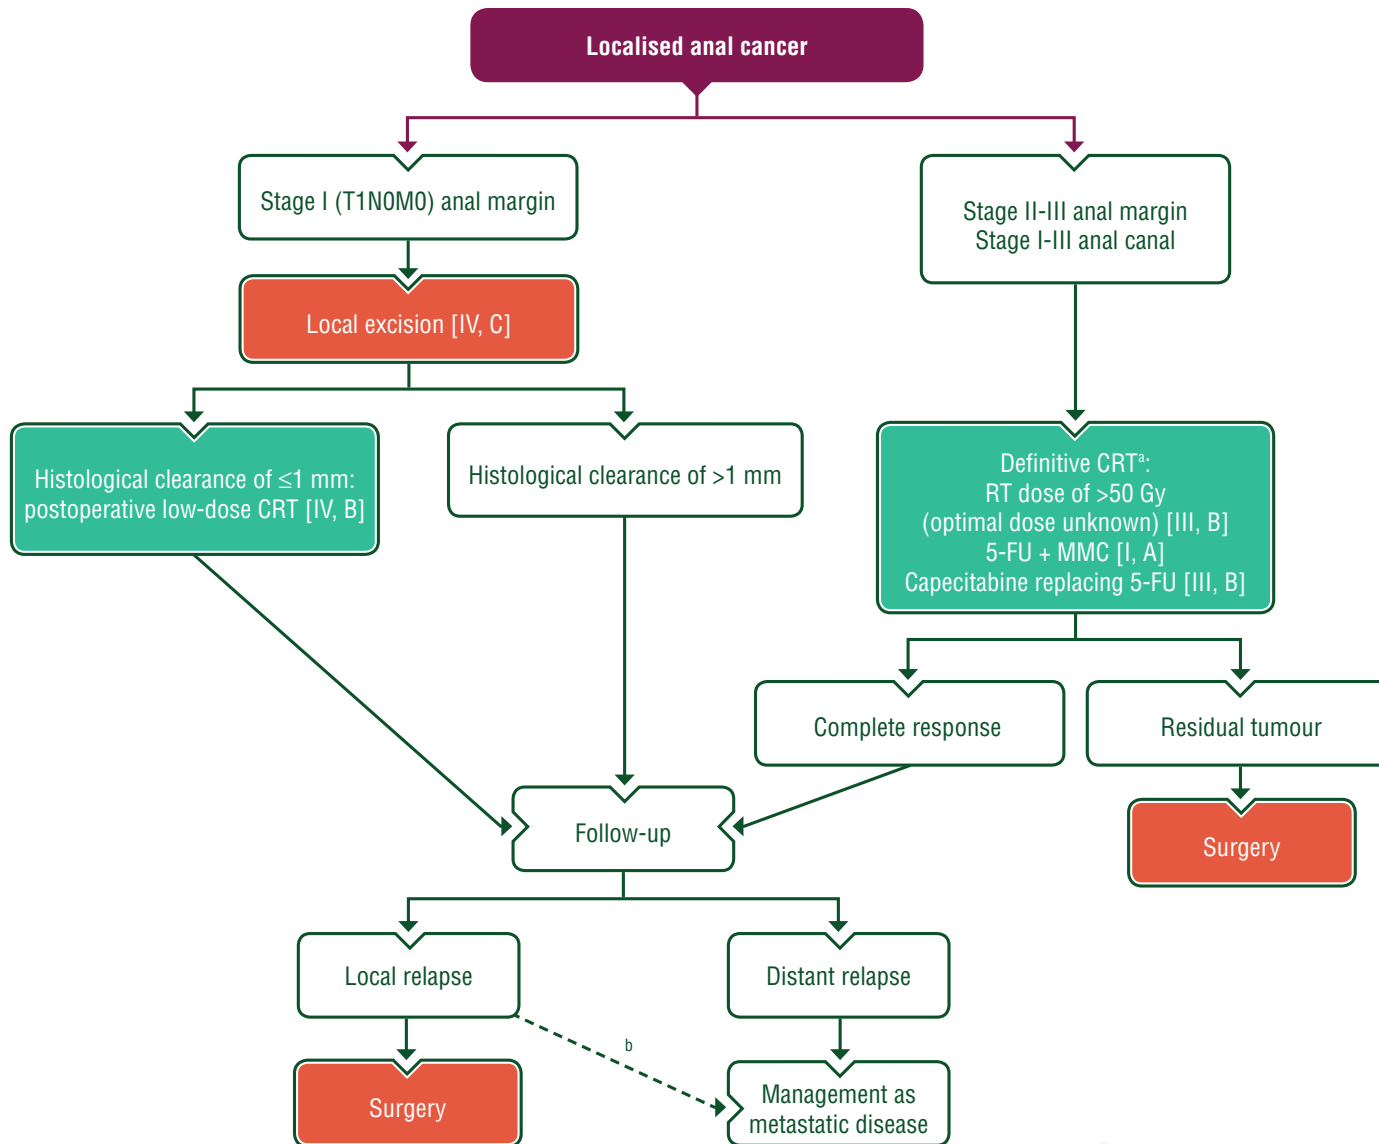 Localised anal cancer
Stage I (T1N0M0) anal margin
Stage II-III anal margin
Stage I-III anal canal
Local excision [IV, C]
Histological clearance of ≤1 mm:
postoperative low-dose CRT [IV, B]
Histological clearance of >1 mm
Definitive CRTᵃ:
RT dose of >50 Gy
(optimal dose unknown) [III, B]
5-FU + MMC [I, A]
Capecitabine replacing 5-FU [III, B]
Complete response
Residual tumour
Follow-up
Surgery
Local relapse
Distant relapse
b
Surgery
Management as
metastatic disease